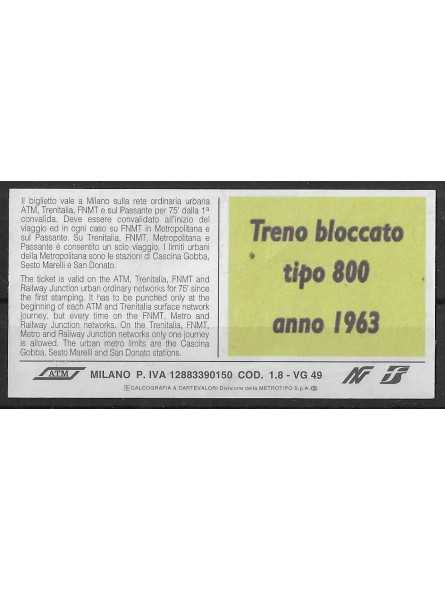 Il biglietto vale a Milano sulla rete ordinaria urbana
ATM, Trenitalia, FNMT e sul Passante per 75' dalla 1ª
convalida. Deve essere convalidato all'inizio del
viaggio ed in ogni caso su FNMT in Metropolitana e
sul Passante. Su Trenitalia, FNMT, Metropolitana e
Passante è consentito un solo viaggio. I limiti urbani
della Metropolitana sono le stazioni di Cascina Gobba,
Sesto Marelli e San Donato.
The ticket is valid on the ATM, Trenitalia, FNMT and
Railway Junction urban ordinary networks for 75' since
the first stamping. It has to be punched only at the
beginning of each ATM and Trenitalia surface network
journey, but every time on the FNMT, Metro and
Railway Junction networks. On the Trenitalia, FNMT,
Metro and Railway Junction networks only one journey
is allowed. The urban metro limits are the Cascina
Gobba, Sesto Marelli and San Donato stations.
Treno bloccato
tipo 800
anno 1963
ATM MILANO P. IVA 12883390150 COD. 1.8 - VG 49
CALCOGRAFIA & CARTEVALORI Divisione della METROTIPO S.p.A.